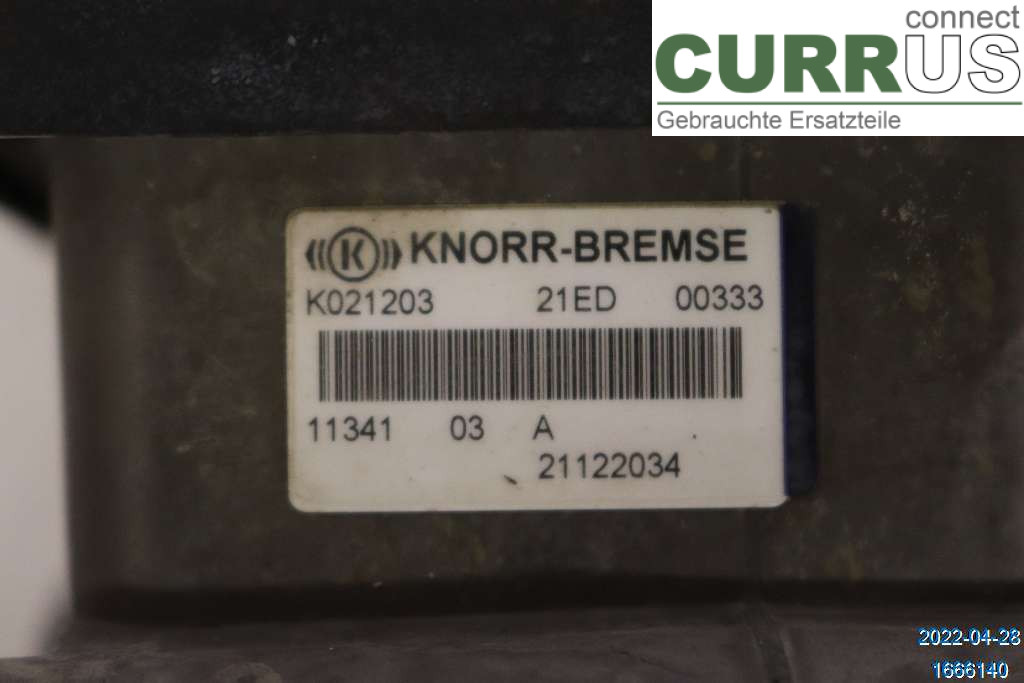 connect
CURRUS
Gebrauchte Ersatzteile
K KNORR-BREMSE
K021203 21ED 00333
11341 03 A
21122034
2022-04-28
1666140